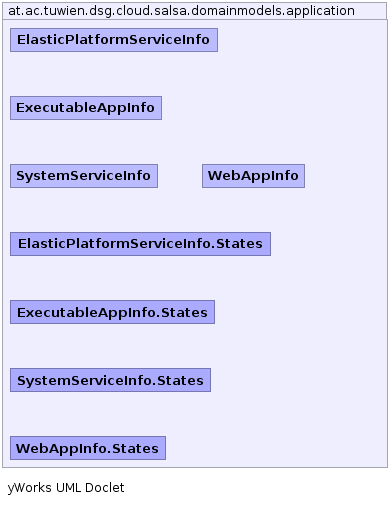 at.ac.tuwien.dsg.cloud.salsa.domainmodels.application
ElasticPlatformServiceInfo
ExecutableAppInfo
SystemServiceInfo WebAppInfo
ElasticPlatformServiceInfo.States
ExecutableAppInfo.States
SystemServiceInfo.States
WebAppInfo.States
yWorks UML Doclet